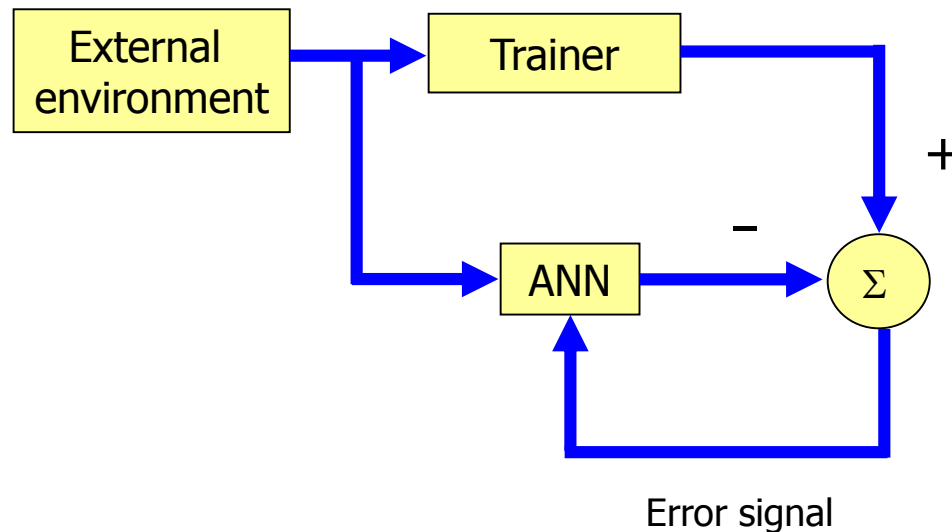 External
environment
Trainer
+
–
ANN
Σ
Error signal